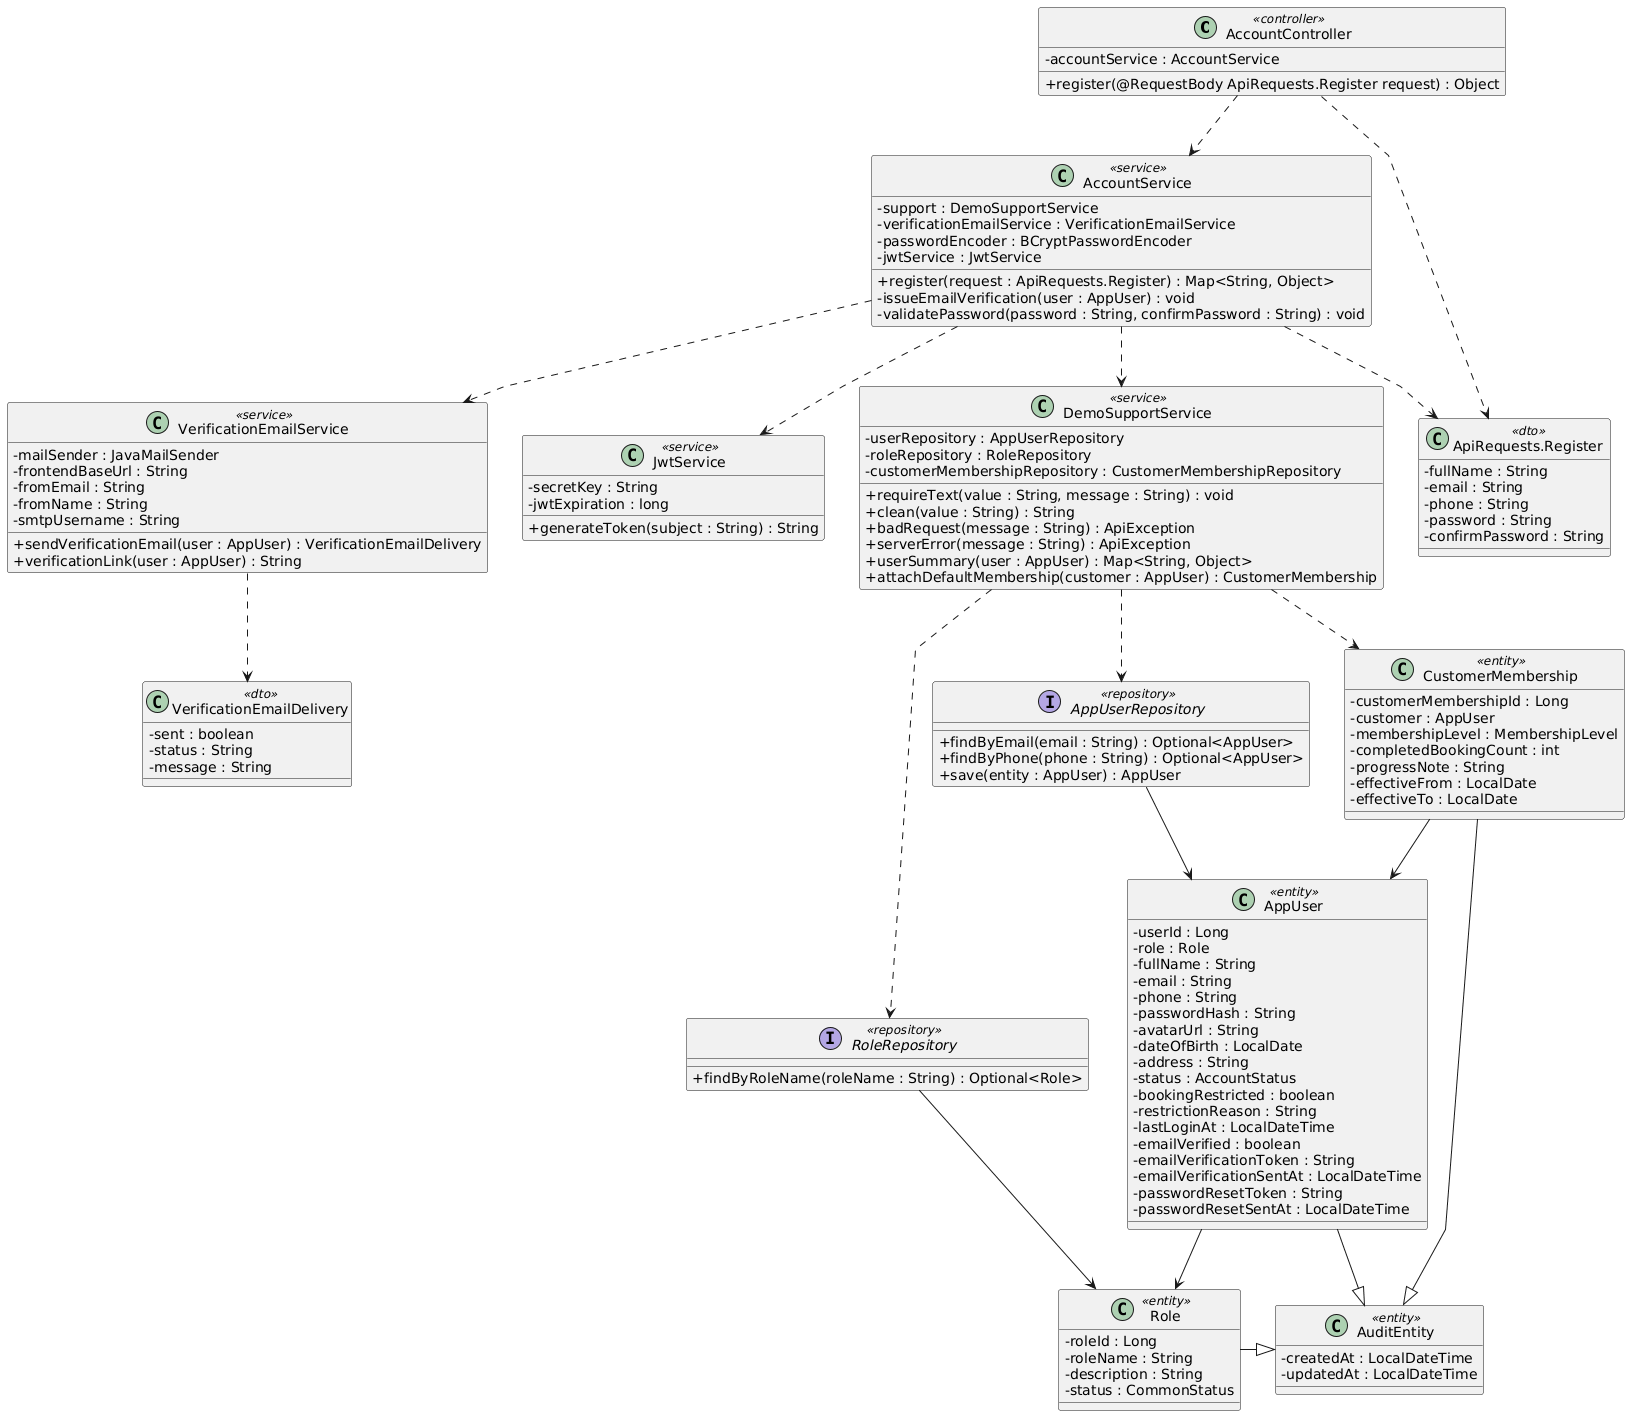 «controller»
C
AccountController
-accountService : AccountService
+register(@RequestBody ApiRequests.Register request) : Object
«service»
C
AccountService
-support : DemoSupportService
-verificationEmailService : VerificationEmailService
-passwordEncoder : BCryptPasswordEncoder
-jwtService : JwtService
+register(request : ApiRequests.Register) : Map<String, Object>
-issueEmailVerification(user : AppUser) : void
-validatePassword(password : String, confirmPassword : String) : void
«service»
C
VerificationEmailService
-mailSender : JavaMailSender
-frontendBaseUrl : String
-fromEmail : String
-fromName : String
-smtpUsername : String
+sendVerificationEmail(user : AppUser) : VerificationEmailDelivery
+verificationLink(user : AppUser) : String
«service»
C
JwtService
-secretKey : String
-jwtExpiration : long
+generateToken(subject : String) : String
«service»
C
DemoSupportService
-userRepository : AppUserRepository
-roleRepository : RoleRepository
-customerMembershipRepository : CustomerMembershipRepository
+requireText(value : String, message : String) : void
+clean(value : String) : String
+badRequest(message : String) : ApiException
+serverError(message : String) : ApiException
+userSummary(user : AppUser) : Map<String, Object>
+attachDefaultMembership(customer : AppUser) : CustomerMembership
«dto»
C
ApiRequests.Register
-fullName : String
-email : String
-phone : String
-password : String
-confirmPassword : String
«dto»
C
VerificationEmailDelivery
-sent : boolean
-status : String
-message : String
«repository»
I
AppUserRepository
+findByEmail(email : String) : Optional<AppUser>
+findByPhone(phone : String) : Optional<AppUser>
+save(entity : AppUser) : AppUser
«entity»
C
CustomerMembership
-customerMembershipId : Long
-customer : AppUser
-membershipLevel : MembershipLevel
-completedBookingCount : int
-progressNote : String
-effectiveFrom : LocalDate
-effectiveTo : LocalDate
«entity»
C
AppUser
-userId : Long
-role : Role
-fullName : String
-email : String
-phone : String
-passwordHash : String
-avatarUrl : String
-dateOfBirth : LocalDate
-address : String
-status : AccountStatus
-bookingRestricted : boolean
-restrictionReason : String
-lastLoginAt : LocalDateTime
-emailVerified : boolean
-emailVerificationToken : String
-emailVerificationSentAt : LocalDateTime
-passwordResetToken : String
-passwordResetSentAt : LocalDateTime
«repository»
I
RoleRepository
+findByRoleName(roleName : String) : Optional<Role>
«entity»
C
Role
-roleId : Long
-roleName : String
-description : String
-status : CommonStatus
«entity»
C
AuditEntity
-createdAt : LocalDateTime
-updatedAt : LocalDateTime